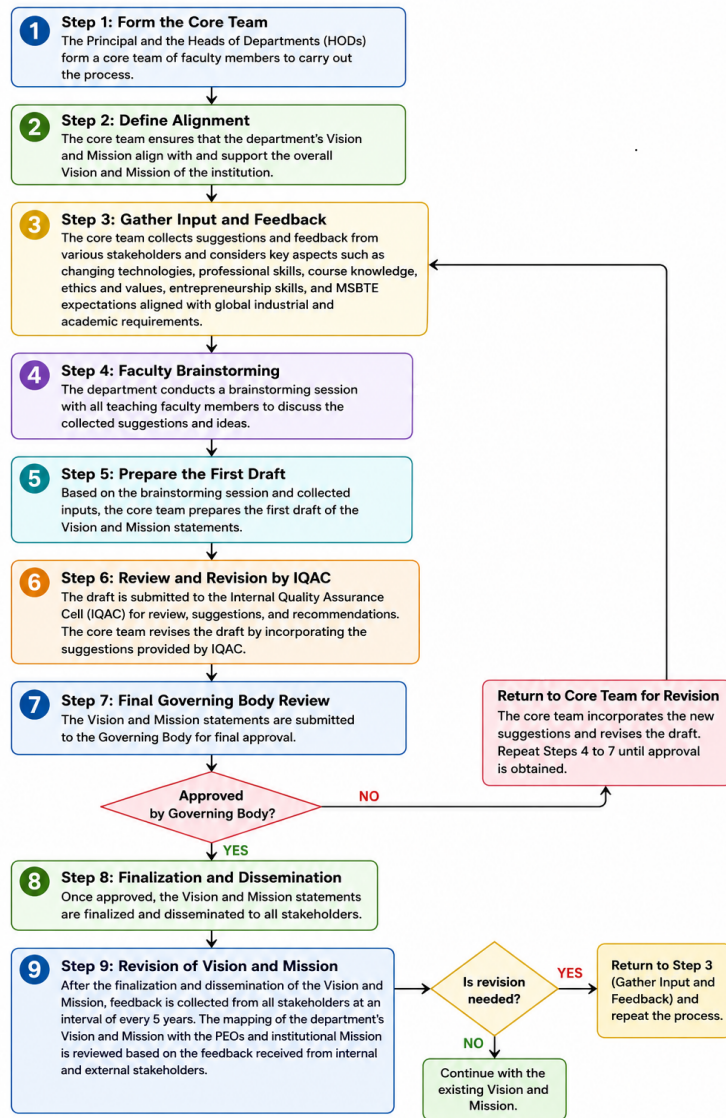 1
Step 1: Form the Core Team
The Principal and the Heads of Departments (HODs)
form a core team of faculty members to carry out
the process.
2
Step 2: Define Alignment
The core team ensures that the department's Vision
and Mission align with and support the overall
Vision and Mission of the institution.
3
Step 3: Gather Input and Feedback
The core team collects suggestions and feedback from
various stakeholders and considers key aspects such as
changing technologies, professional skills, course knowledge,
ethics and values, entrepreneurship skills, and MSBTE
expectations aligned with global industrial and
academic requirements.
4
Step 4: Faculty Brainstorming
The department conducts a brainstorming session
with all teaching faculty members to discuss the
collected suggestions and ideas.
5
Step 5: Prepare the First Draft
Based on the brainstorming session and collected
inputs, the core team prepares the first draft of the
Vision and Mission statements.
6
Step 6: Review and Revision by IQAC
The draft is submitted to the Internal Quality Assurance
Cell (IQAC) for review, suggestions, and recommendations.
The core team revises the draft by incorporating the
suggestions provided by IQAC.
7
Step 7: Final Governing Body Review
The Vision and Mission statements are submitted
to the Governing Body for final approval.
Return to Core Team for Revision
The core team incorporates the new
suggestions and revises the draft.
Repeat Steps 4 to 7 until approval
is obtained.
Approved
by Governing Body?
NO
YES
8
Step 8: Finalization and Dissemination
Once approved, the Vision and Mission statements
are finalized and disseminated to all stakeholders.
9
Step 9: Revision of Vision and Mission
After the finalization and dissemination of the Vision and
Mission, feedback is collected from all stakeholders at an
interval of every 5 years. The mapping of the department's
Vision and Mission with the PEOs and institutional Mission
is reviewed based on the feedback received from internal
and external stakeholders.
Is revision
needed?
YES
Return to Step 3
(Gather Input and
Feedback) and
repeat the process.
NO
Continue with the
existing Vision and
Mission.